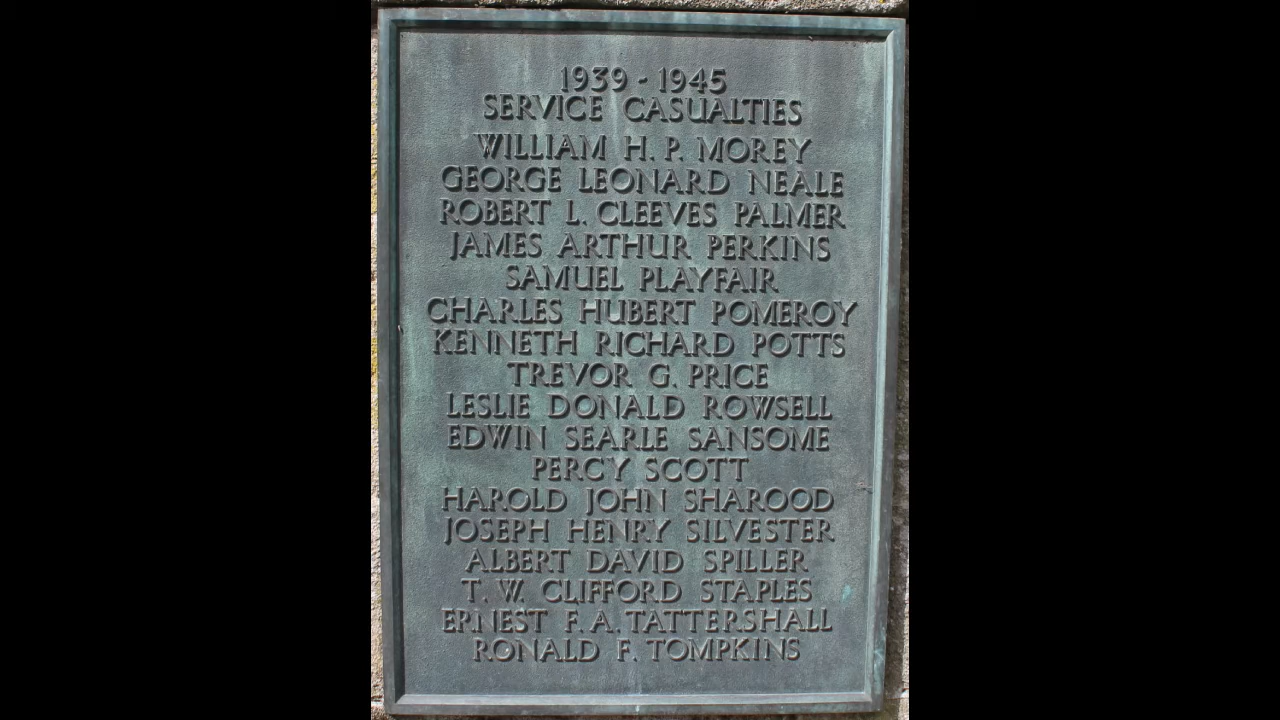 1939 - 1945
SERVICE CASUALTIES
WILLIAM H. P. MOREY
GEORGE LEONARD NEALE
ROBERT L. CLEEVES PALMER
JAMES ARTHUR PERKINS
SAMUEL PLAYFAIR
CHARLES HUBERT POMEROY
KENNETH RICHARD POTTS
TREVOR G. PRICE
LESLIE DONALD ROWSELL
EDWIN SEARLE SANSOME
PERCY SCOTT
HAROLD JOHN SHAROOD
JOSEPH HENRY SILVESTER
ALBERT DAVID SPILLER
T. W. CLIFFORD STAPLES
ERNEST F. A. TATTERSHALL
RONALD F. TOMPKINS